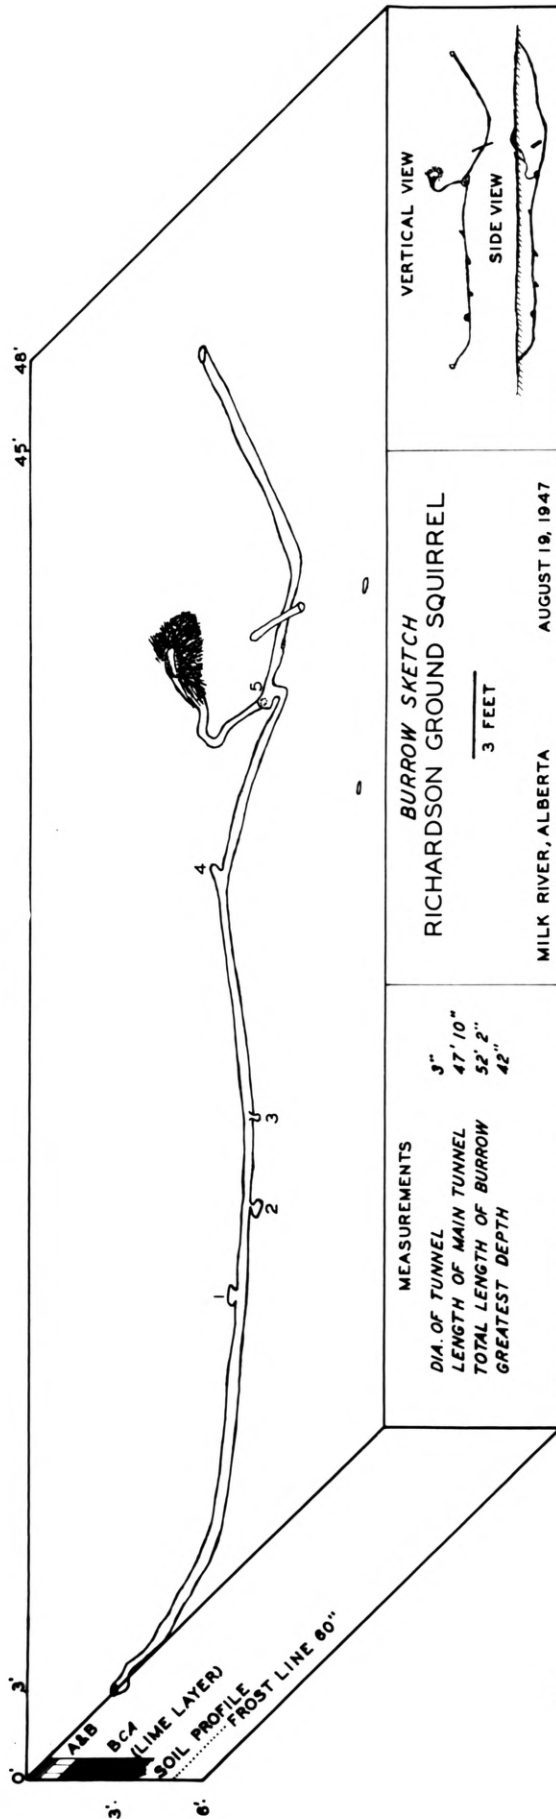 0'
3'
45'
48'
3'
6'
A&B
BCA
(LIME LAYER)
SOIL PROFILE
FROST LINE 60"
1
2
3
4
5
MEASUREMENTS
DIA. OF TUNNEL 3"
LENGTH OF MAIN TUNNEL 47' 10"
TOTAL LENGTH OF BURROW 52' 2"
GREATEST DEPTH 42"
BURROW SKETCH
RICHARDSON GROUND SQUIRREL
3 FEET
MILK RIVER, ALBERTA AUGUST 19, 1947
VERTICAL VIEW
SIDE VIEW